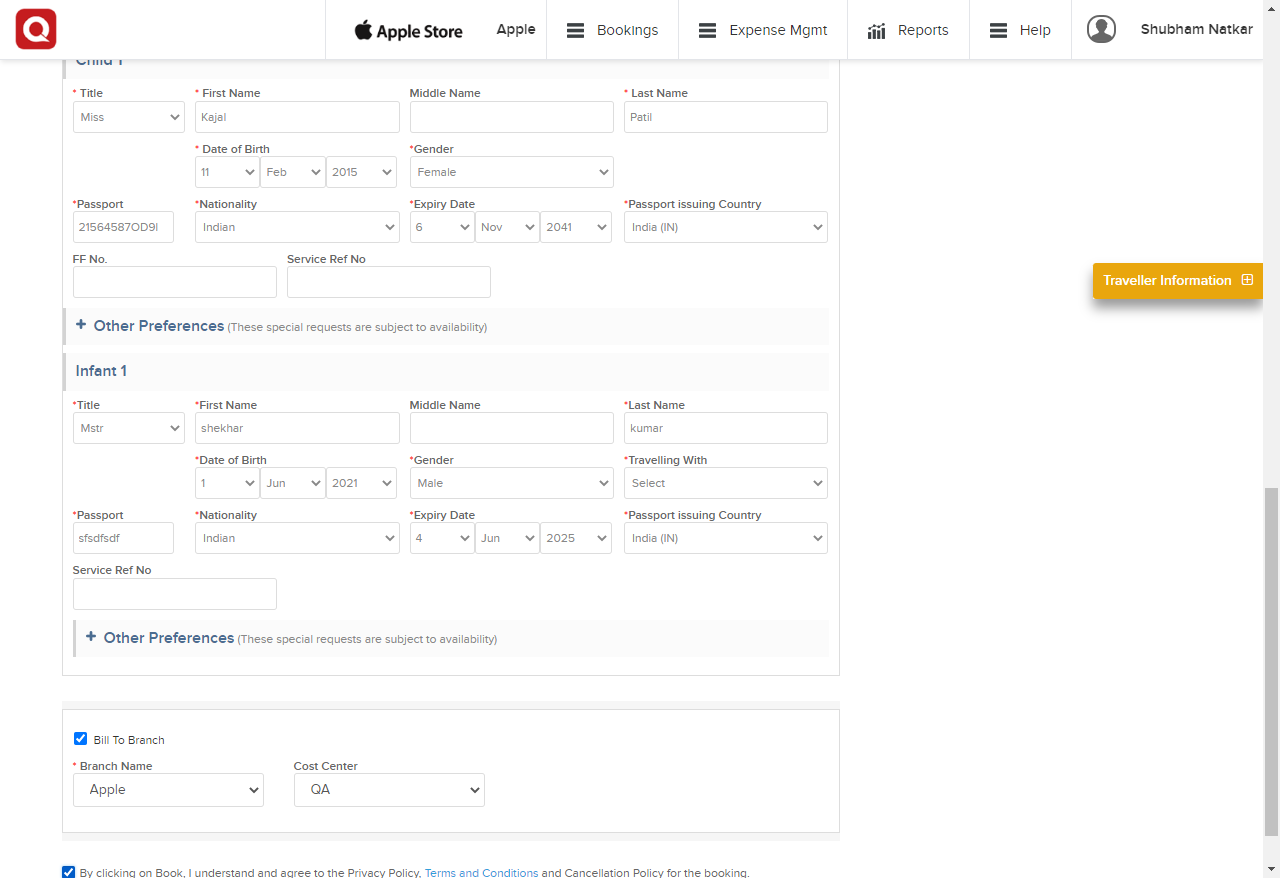 Q Apple Store Apple Bookings Expense Mgmt Reports Help Shubham Natkar
Child 1
* Title * First Name Middle Name * Last Name
Miss Kajal Patil
* Date of Birth *Gender
11 Feb 2015 Female
*Passport *Nationality *Expiry Date *Passport issuing Country
21564587OD9I Indian 6 Nov 2041 India (IN)
FF No. Service Ref No
Traveller Information
+ Other Preferences (These special requests are subject to availability)
Infant 1
*Title *First Name Middle Name *Last Name
Mstr shekhar kumar
*Date of Birth *Gender *Travelling With
1 Jun 2021 Male Select
*Passport *Nationality *Expiry Date *Passport issuing Country
sfsdfsdf Indian 4 Jun 2025 India (IN)
Service Ref No
+ Other Preferences (These special requests are subject to availability)
Bill To Branch
* Branch Name Cost Center
Apple QA
By clicking on Book, I understand and agree to the Privacy Policy, Terms and Conditions and Cancellation Policy for the booking.